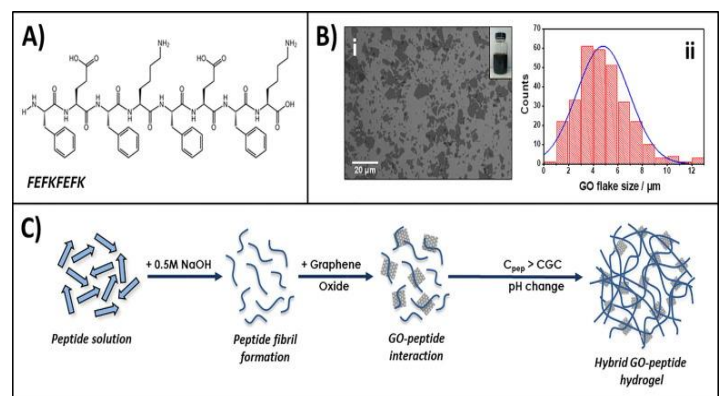 A)
O
OH
NH₂
O
OH
NH₂
H
N
H
O
H
N
O
N
H
O
H
N
O
N
H
O
H
N
O
N
H
O
H
N
O
OH
FEFKFEFK
B)
i
20 µm
ii
70
60
50
40
30
20
10
0
Counts
0 2 4 6 8 10 12
GO flake size / µm
C)
+ 0.5M NaOH
+ Graphene
Oxide
Cpep > CGC
pH change
Peptide solution
Peptide fibril
formation
GO-peptide
interaction
Hybrid GO-peptide
hydrogel